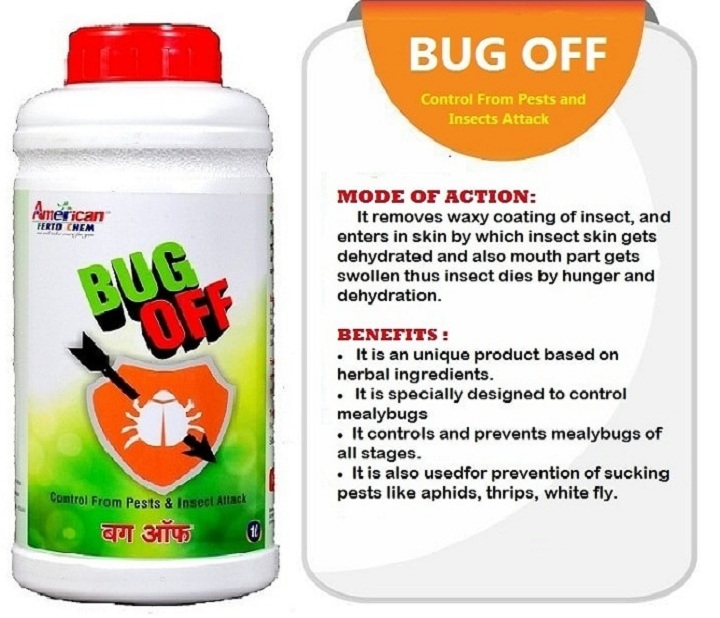 American
FERTO CHEM
BUG
OFF
Control From Pests & Insect Attack
बग ऑफ
1ℓ
BUG OFF
Control From Pests and
Insects Attack
MODE OF ACTION:
It removes waxy coating of insect, and
enters in skin by which insect skin gets
dehydrated and also mouth part gets
swollen thus insect dies by hunger and
dehydration.
BENEFITS :
• It is an unique product based on
herbal ingredients.
• It is specially designed to control
mealybugs
• It controls and prevents mealybugs of
all stages.
• It is also usedfor prevention of sucking
pests like aphids, thrips, white fly.